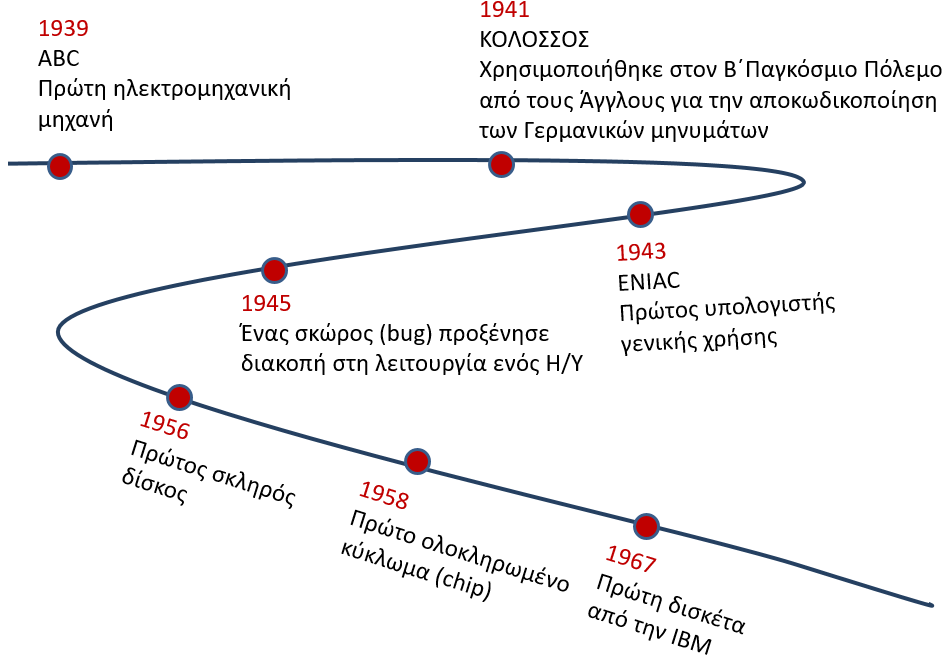 1939
ABC
Πρώτη ηλεκτρομηχανική
μηχανή
1941
ΚΟΛΟΣΣΟΣ
Χρησιμοποιήθηκε στον Β΄Παγκόσμιο Πόλεμο
από τους Άγγλους για την αποκωδικοποίηση
των Γερμανικών μηνυμάτων
1943
ENIAC
Πρώτος υπολογιστής
γενικής χρήσης
1945
Ένας σκώρος (bug) προξένησε
διακοπή στη λειτουργία ενός Η/Υ
1956
Πρώτος σκληρός
δίσκος
1958
Πρώτο ολοκληρωμένο
κύκλωμα (chip)
1967
Πρώτη δισκέτα
από την IBM